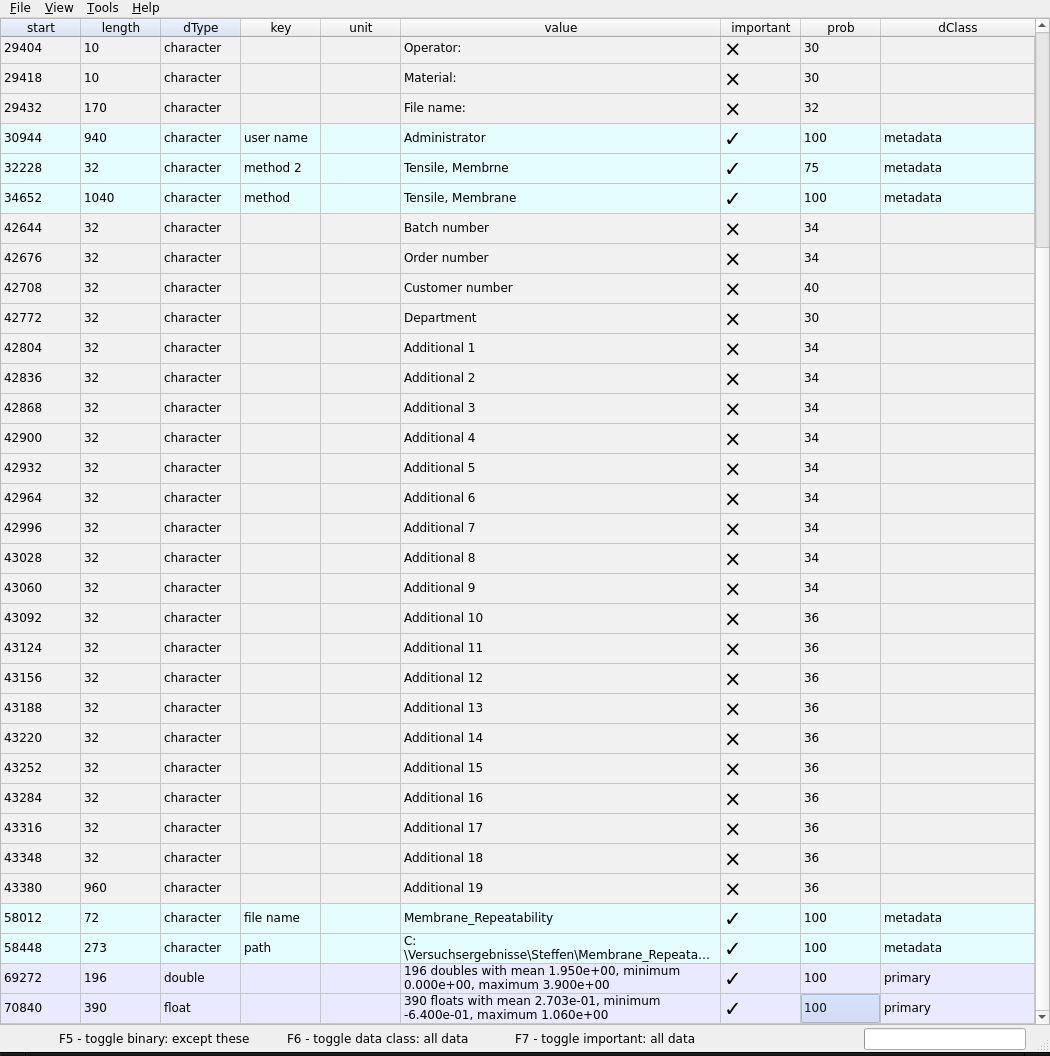 File View Tools Help
start length dType key unit value important prob dClass
29404 10 character Operator: ✕ 30
29418 10 character Material: ✕ 30
29432 170 character File name: ✕ 32
30944 940 character user name Administrator ✓ 100 metadata
32228 32 character method 2 Tensile, Membrne ✓ 75 metadata
34652 1040 character method Tensile, Membrane ✓ 100 metadata
42644 32 character Batch number ✕ 34
42676 32 character Order number ✕ 34
42708 32 character Customer number ✕ 40
42772 32 character Department ✕ 30
42804 32 character Additional 1 ✕ 34
42836 32 character Additional 2 ✕ 34
42868 32 character Additional 3 ✕ 34
42900 32 character Additional 4 ✕ 34
42932 32 character Additional 5 ✕ 34
42964 32 character Additional 6 ✕ 34
42996 32 character Additional 7 ✕ 34
43028 32 character Additional 8 ✕ 34
43060 32 character Additional 9 ✕ 34
43092 32 character Additional 10 ✕ 36
43124 32 character Additional 11 ✕ 36
43156 32 character Additional 12 ✕ 36
43188 32 character Additional 13 ✕ 36
43220 32 character Additional 14 ✕ 36
43252 32 character Additional 15 ✕ 36
43284 32 character Additional 16 ✕ 36
43316 32 character Additional 17 ✕ 36
43348 32 character Additional 18 ✕ 36
43380 960 character Additional 19 ✕ 36
58012 72 character file name Membrane_Repeatability ✓ 100 metadata
58448 273 character path C:
\Versuchsergebnisse\Steffen\Membrane_Repeata... ✓ 100 metadata
69272 196 double 196 doubles with mean 1.950e+00, minimum
0.000e+00, maximum 3.900e+00 ✓ 100 primary
70840 390 float 390 floats with mean 2.703e-01, minimum
-6.400e-01, maximum 1.060e+00 ✓ 100 primary
F5 - toggle binary: except these F6 - toggle data class: all data F7 - toggle important: all data